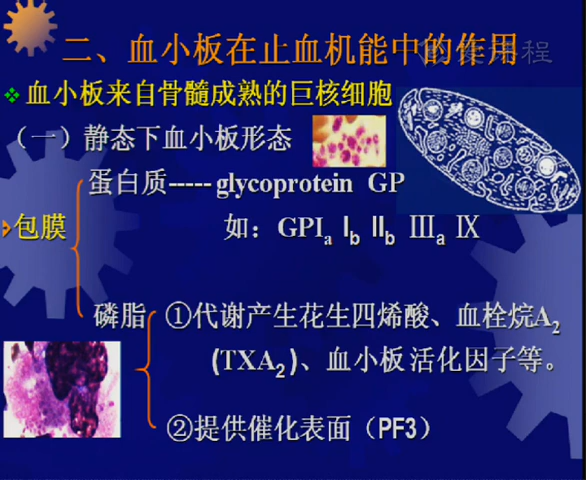 二、血小板在止血机能中的作用
血小板来自骨髓成熟的巨核细胞
（一）静态下血小板形态
蛋白质----- glycoprotein GP
包膜
如：GPIa Ib IIb IIIa IX
磷脂
①代谢产生花生四烯酸、血栓烷A2
(TXA2)、血小板活化因子等。
②提供催化表面（PF3）